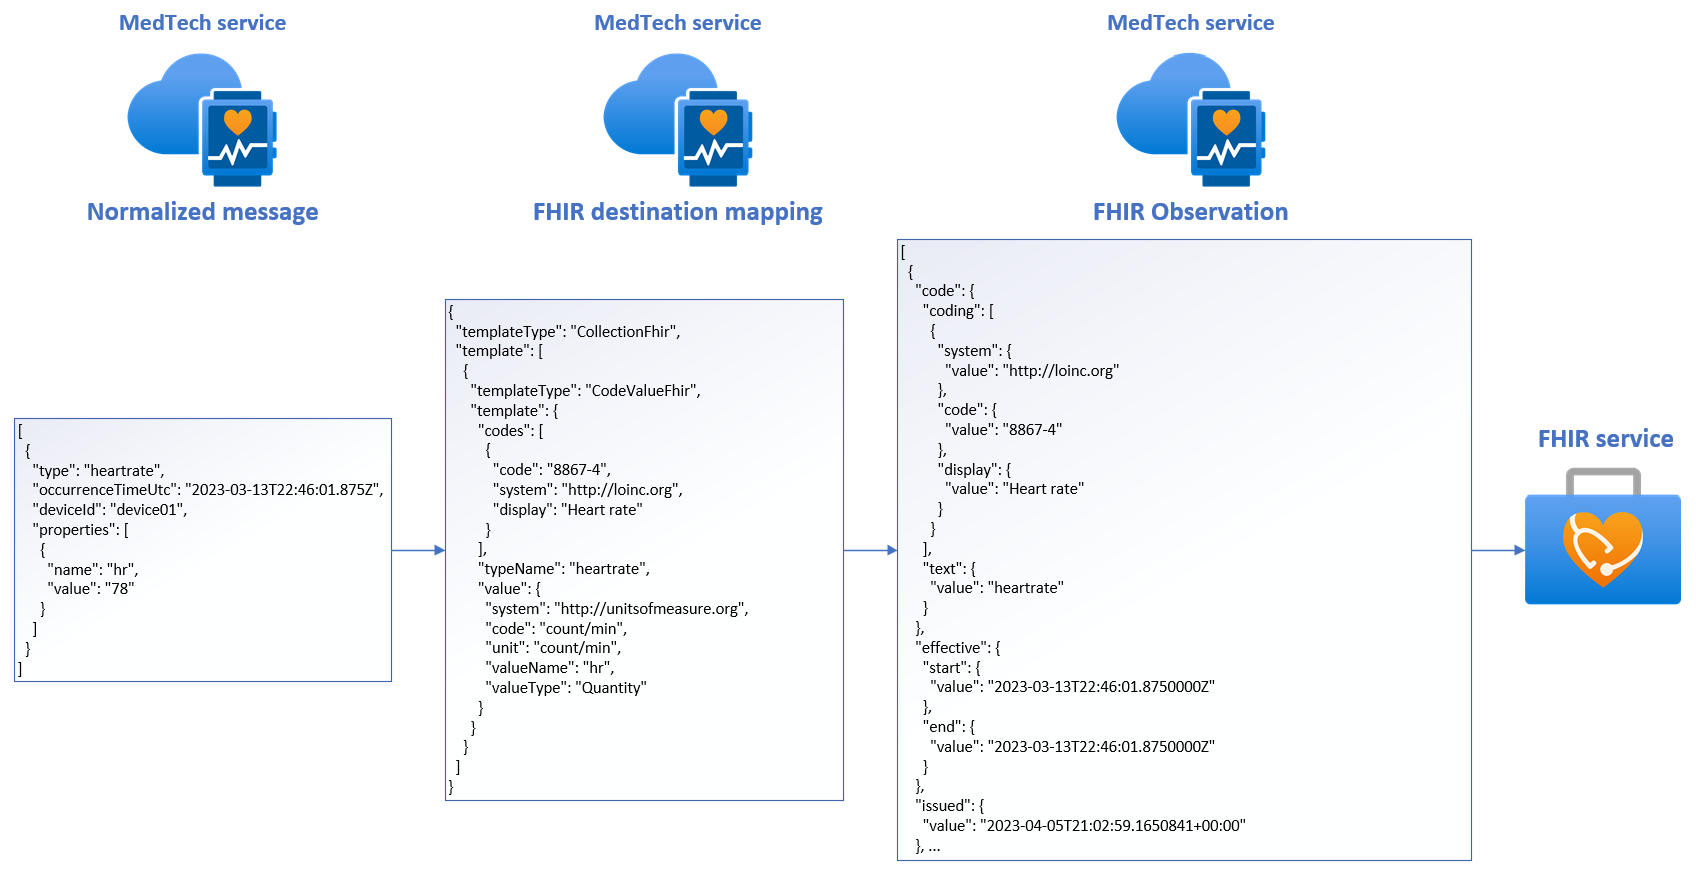 MedTech service
Normalized message
[
  {
    "type": "heartrate",
    "occurrenceTimeUtc": "2023-03-13T22:46:01.875Z",
    "deviceId": "device01",
    "properties": [
      {
        "name": "hr",
        "value": "78"
      }
    ]
  }
]
MedTech service
FHIR destination mapping
{
  "templateType": "CollectionFhir",
  "template": [
    {
      "templateType": "CodeValueFhir",
      "template": {
        "codes": [
          {
            "code": "8867-4",
            "system": "http://loinc.org",
            "display": "Heart rate"
          }
        ],
        "typeName": "heartrate",
        "value": {
          "system": "http://unitsofmeasure.org",
          "code": "count/min",
          "unit": "count/min",
          "valueName": "hr",
          "valueType": "Quantity"
        }
      }
    }
  ]
}
MedTech service
FHIR Observation
[
  {
    "code": {
      "coding": [
        {
          "system": {
            "value": "http://loinc.org"
          },
          "code": {
            "value": "8867-4"
          },
          "display": {
            "value": "Heart rate"
          }
        }
      ],
      "text": {
        "value": "heartrate"
      }
    },
    "effective": {
      "start": {
        "value": "2023-03-13T22:46:01.8750000Z"
      },
      "end": {
        "value": "2023-03-13T22:46:01.8750000Z"
      }
    },
    "issued": {
      "value": "2023-04-05T21:02:59.1650841+00:00"
    }, ...
FHIR service